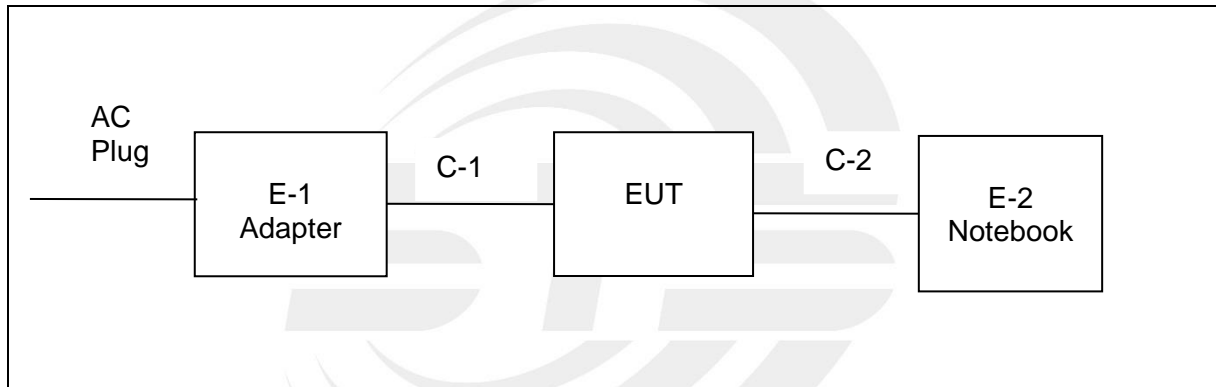 AC
Plug
E-1
Adapter
C-1
EUT
C-2
E-2
Notebook